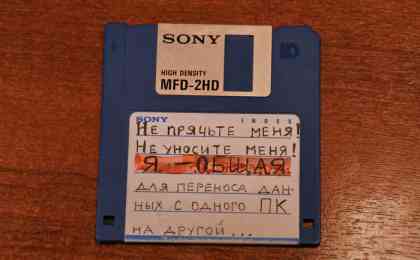 SONY
HIGH DENSITY
MFD-2HD
SONY INDEX
НЕ ПРЯЧЬТЕ МЕНЯ!
НЕ УНОСИТЕ МЕНЯ!
Я – ОБЩАЯ
ДЛЯ ПЕРЕНОСА ДАН-
НЫХ С ОДНОГО ПК
НА ДРУГОЙ...